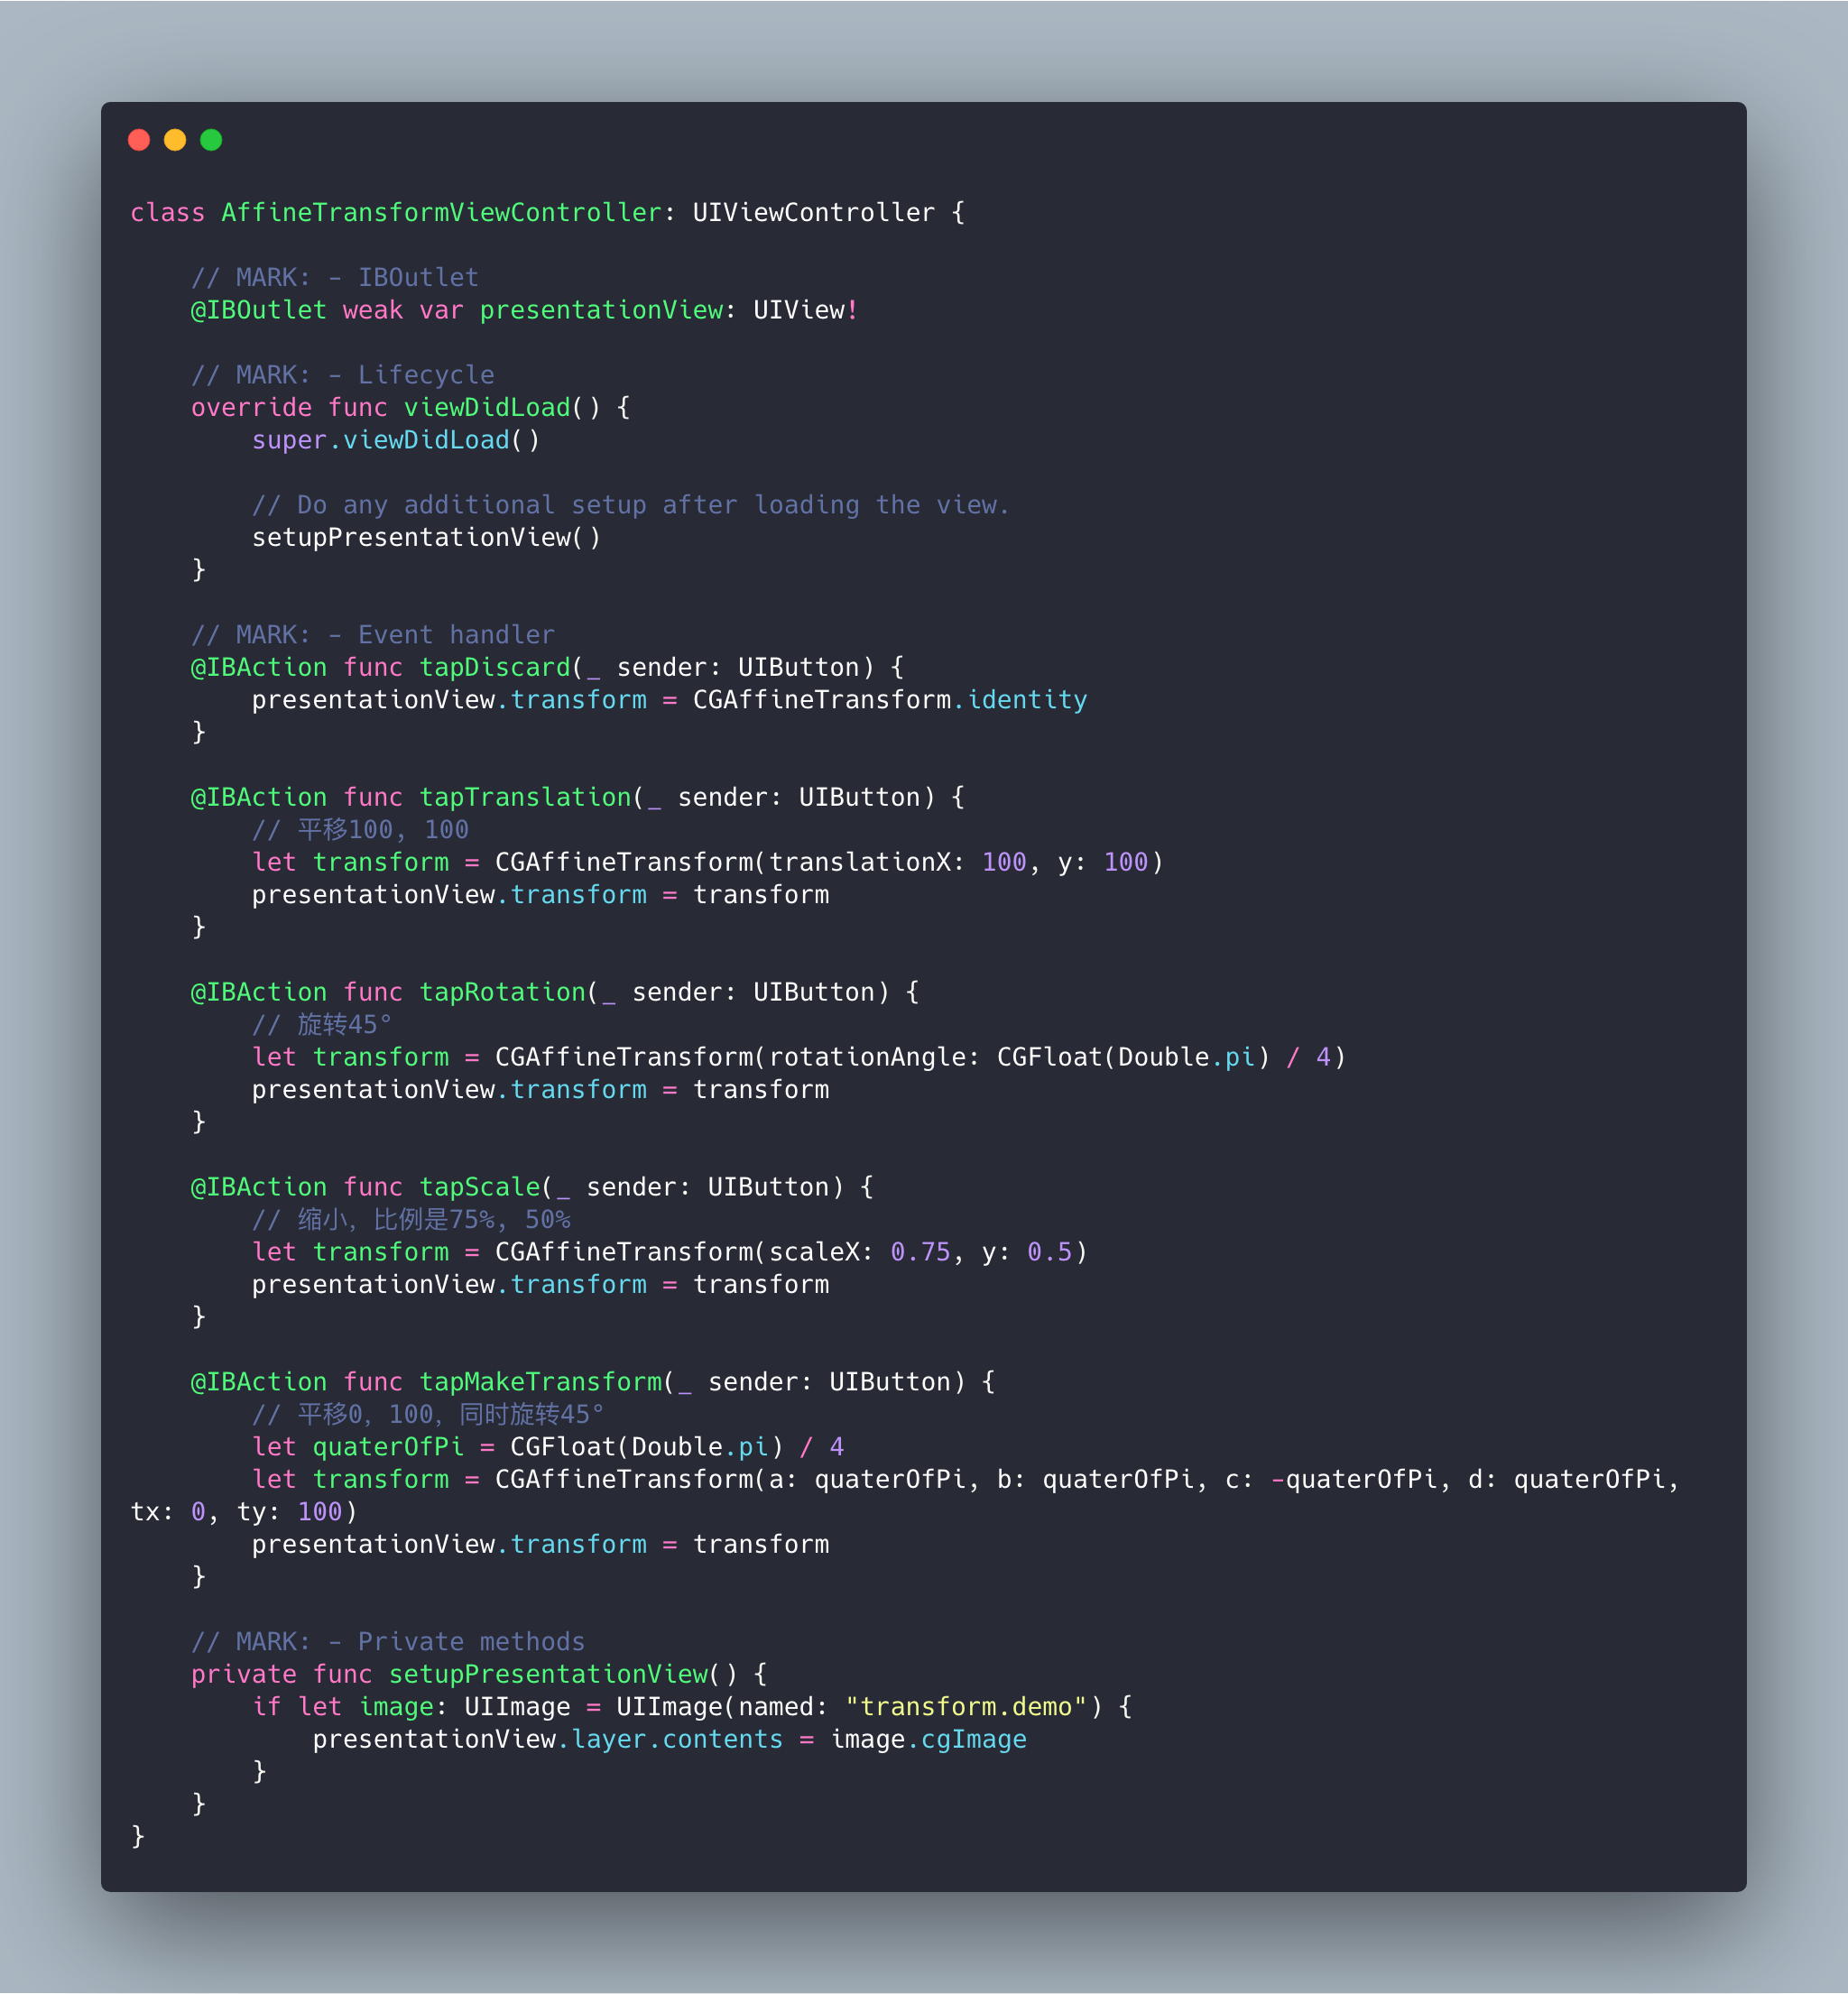 class AffineTransformViewController: UIViewController {
    // MARK: - IBOutlet
    @IBOutlet weak var presentationView: UIView!
    // MARK: - Lifecycle
    override func viewDidLoad() {
        super.viewDidLoad()
        // Do any additional setup after loading the view.
        setupPresentationView()
    }
    // MARK: - Event handler
    @IBAction func tapDiscard(_ sender: UIButton) {
        presentationView.transform = CGAffineTransform.identity
    }
    @IBAction func tapTranslation(_ sender: UIButton) {
        // 平移100, 100
        let transform = CGAffineTransform(translationX: 100, y: 100)
        presentationView.transform = transform
    }
    @IBAction func tapRotation(_ sender: UIButton) {
        // 旋转45°
        let transform = CGAffineTransform(rotationAngle: CGFloat(Double.pi) / 4)
        presentationView.transform = transform
    }
    @IBAction func tapScale(_ sender: UIButton) {
        // 缩小，比例是75%, 50%
        let transform = CGAffineTransform(scaleX: 0.75, y: 0.5)
        presentationView.transform = transform
    }
    @IBAction func tapMakeTransform(_ sender: UIButton) {
        // 平移0，100，同时旋转45°
        let quaterOfPi = CGFloat(Double.pi) / 4
        let transform = CGAffineTransform(a: quaterOfPi, b: quaterOfPi, c: -quaterOfPi, d: quaterOfPi,
tx: 0, ty: 100)
        presentationView.transform = transform
    }
    // MARK: - Private methods
    private func setupPresentationView() {
        if let image: UIImage = UIImage(named: "transform.demo") {
            presentationView.layer.contents = image.cgImage
        }
    }
}